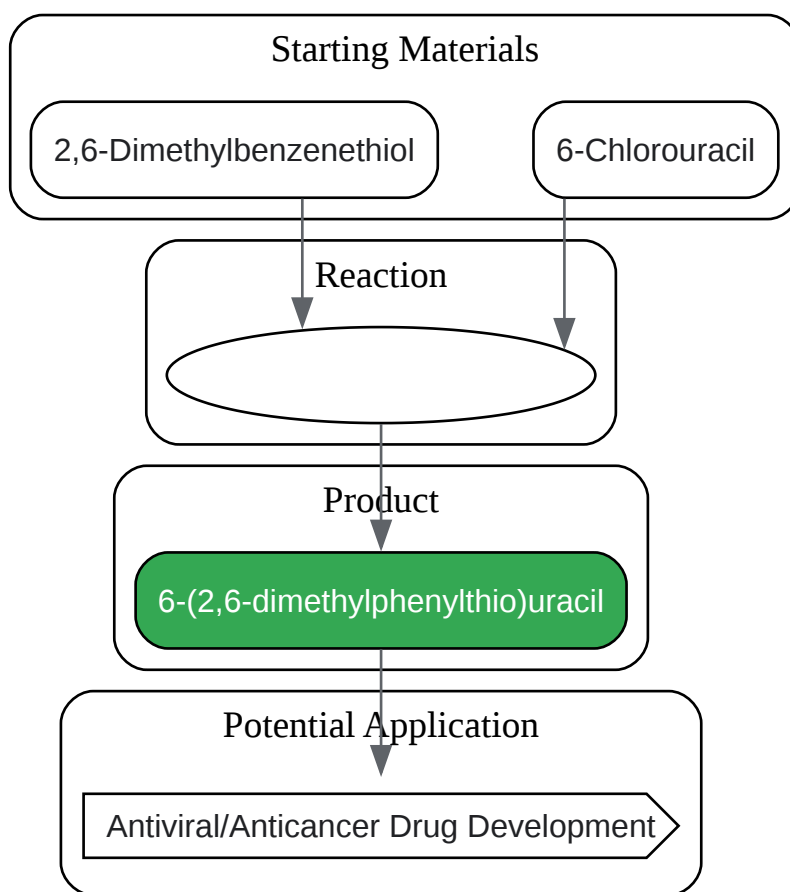 Starting Materials
2,6-Dimethylbenzenethiol
6-Chlorouracil
Reaction
Product
6-(2,6-dimethylphenylthio)uracil
Potential Application
Antiviral/Anticancer Drug Development